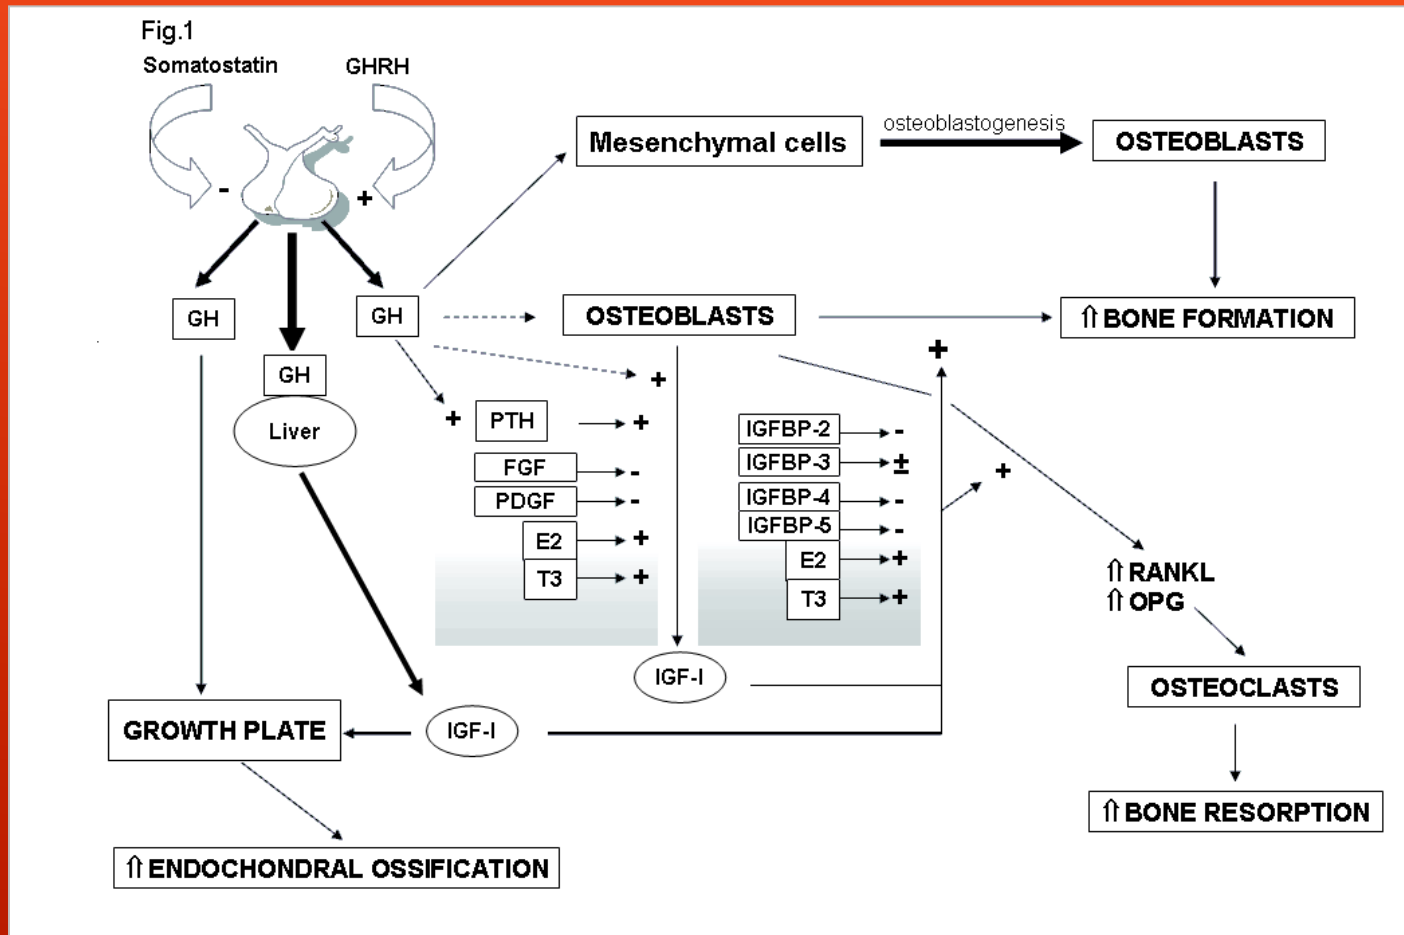 Fig.1
Somatostatin
GHRH
-
+
Mesenchymal cells
osteoblastogenesis
OSTEOBLASTS
GH
GH
GH
Liver
OSTEOBLASTS
⇑ BONE FORMATION
+
+
+
PTH
+
FGF
-
PDGF
-
E2
+
T3
+
IGFBP-2
-
IGFBP-3
±
IGFBP-4
-
IGFBP-5
-
E2
+
T3
+
+
⇑ RANKL
⇑ OPG
IGF-I
OSTEOCLASTS
GROWTH PLATE
IGF-I
⇑ BONE RESORPTION
⇑ ENDOCHONDRAL OSSIFICATION